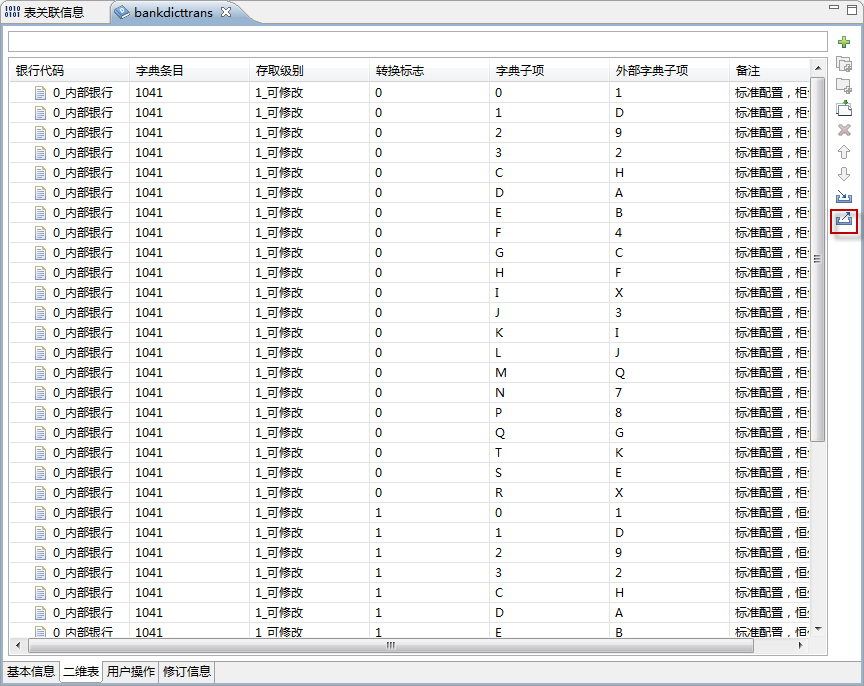 表关联信息 bankdicttrans
银行代码 字典条目 存取级别 转换标志 字典子项 外部字典子项 备注
0_内部银行 1041 1_可修改 0 0 1 标准配置，柜
0_内部银行 1041 1_可修改 0 1 D 标准配置，柜
0_内部银行 1041 1_可修改 0 2 9 标准配置，柜
0_内部银行 1041 1_可修改 0 3 2 标准配置，柜
0_内部银行 1041 1_可修改 0 C H 标准配置，柜
0_内部银行 1041 1_可修改 0 D A 标准配置，柜
0_内部银行 1041 1_可修改 0 E B 标准配置，柜
0_内部银行 1041 1_可修改 0 F 4 标准配置，柜
0_内部银行 1041 1_可修改 0 G C 标准配置，柜
0_内部银行 1041 1_可修改 0 H F 标准配置，柜
0_内部银行 1041 1_可修改 0 I X 标准配置，柜
0_内部银行 1041 1_可修改 0 J 3 标准配置，柜
0_内部银行 1041 1_可修改 0 K I 标准配置，柜
0_内部银行 1041 1_可修改 0 L J 标准配置，柜
0_内部银行 1041 1_可修改 0 M Q 标准配置，柜
0_内部银行 1041 1_可修改 0 N 7 标准配置，柜
0_内部银行 1041 1_可修改 0 P 8 标准配置，柜
0_内部银行 1041 1_可修改 0 Q G 标准配置，柜
0_内部银行 1041 1_可修改 0 T K 标准配置，柜
0_内部银行 1041 1_可修改 0 S E 标准配置，柜
0_内部银行 1041 1_可修改 0 R X 标准配置，柜
0_内部银行 1041 1_可修改 1 0 1 标准配置，恒
0_内部银行 1041 1_可修改 1 1 D 标准配置，恒
0_内部银行 1041 1_可修改 1 2 9 标准配置，恒
0_内部银行 1041 1_可修改 1 3 2 标准配置，恒
0_内部银行 1041 1_可修改 1 C H 标准配置，恒
0_内部银行 1041 1_可修改 1 D A 标准配置，恒
0_内部银行 1041 1_可修改 1 E B 标准配置，恒
基本信息 二维表 用户操作 修订信息